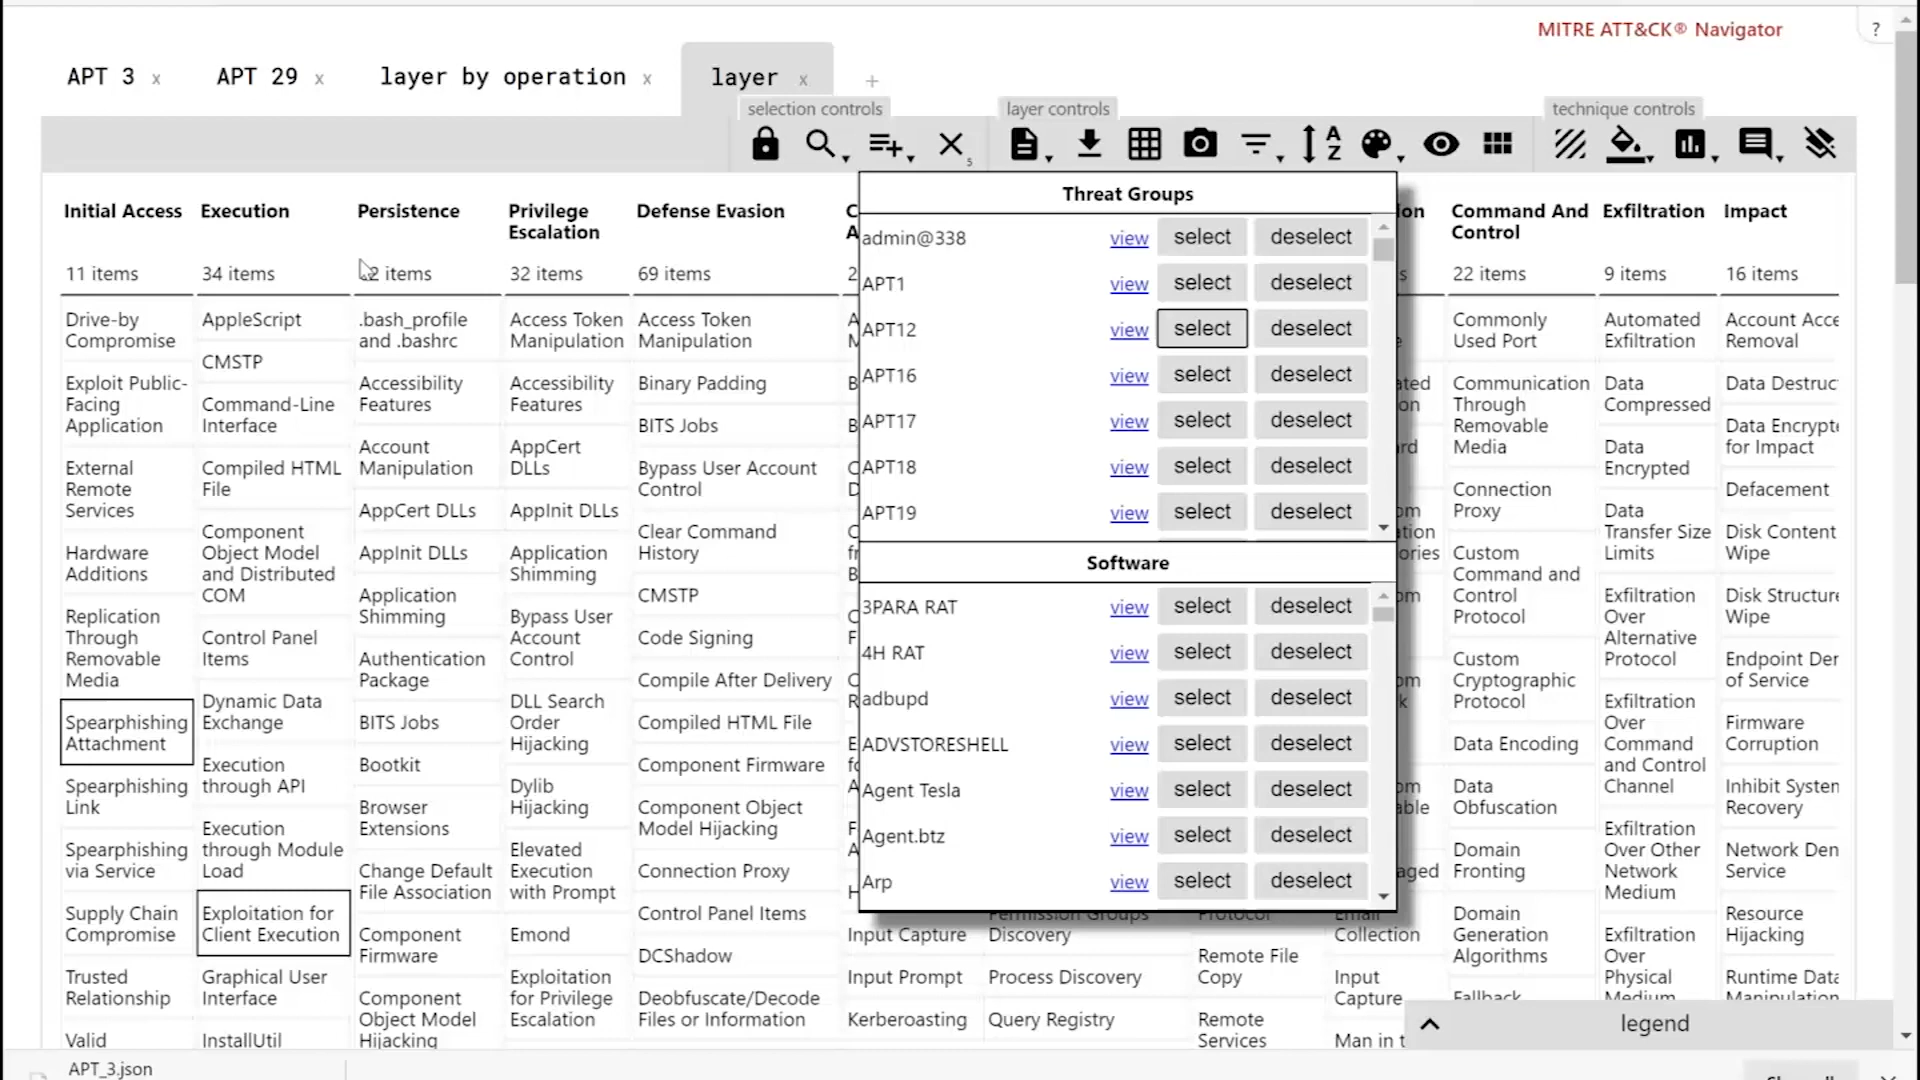 MITRE ATT&CK® Navigator
?
APT 3 x
APT 29 x
layer by operation x
layer x
+
selection controls
layer controls
technique controls
5
A
Z
Threat Groups
admin@338 view select deselect
APT1 view select deselect
APT12 view select deselect
APT16 view select deselect
APT17 view select deselect
APT18 view select deselect
APT19 view select deselect
Software
3PARA RAT view select deselect
4H RAT view select deselect
adbupd view select deselect
ADVSTORESHELL view select deselect
Agent Tesla view select deselect
Agent.btz view select deselect
Arp view select deselect
Initial Access
11 items
Drive-by
Compromise
Exploit Public-
Facing
Application
External
Remote
Services
Hardware
Additions
Replication
Through
Removable
Media
Spearphishing
Attachment
Spearphishing
Link
Spearphishing
via Service
Supply Chain
Compromise
Trusted
Relationship
Valid
Execution
34 items
AppleScript
CMSTP
Command-Line
Interface
Compiled HTML
File
Component
Object Model
and Distributed
COM
Control Panel
Items
Dynamic Data
Exchange
Execution
through API
Execution
through Module
Load
Exploitation for
Client Execution
Graphical User
Interface
InstallUtil
Persistence
items
.bash_profile
and .bashrc
Accessibility
Features
Account
Manipulation
AppCert DLLs
AppInit DLLs
Application
Shimming
Authentication
Package
BITS Jobs
Bootkit
Browser
Extensions
Change Default
File Association
Component
Firmware
Component
Object Model
Hijacking
Privilege
Escalation
32 items
Access Token
Manipulation
Accessibility
Features
AppCert
DLLs
AppInit DLLs
Application
Shimming
Bypass User
Account
Control
DLL Search
Order
Hijacking
Dylib
Hijacking
Elevated
Execution
with Prompt
Emond
Exploitation
for Privilege
Escalation
Defense Evasion
69 items
Access Token
Manipulation
Binary Padding
BITS Jobs
Bypass User Account
Control
Clear Command
History
CMSTP
Code Signing
Compile After Delivery
Compiled HTML File
Component Firmware
Component Object
Model Hijacking
Connection Proxy
Control Panel Items
DCShadow
Deobfuscate/Decode
Files or Information
Input Capture
Input Prompt
Kerberoasting
Permission Groups
Discovery
Process Discovery
Query Registry
Protocol
Remote File
Copy
Remote
Services
Email
Collection
Input
Capture
Man in t
Command And
Control
22 items
Commonly
Used Port
Communication
Through
Removable
Media
Connection
Proxy
Custom
Command and
Control
Protocol
Custom
Cryptographic
Protocol
Data Encoding
Data
Obfuscation
Domain
Fronting
Domain
Generation
Algorithms
Fallback
Exfiltration
9 items
Automated
Exfiltration
Data
Compressed
Data
Encrypted
Data
Transfer Size
Limits
Exfiltration
Over
Alternative
Protocol
Exfiltration
Over
Command
and Control
Channel
Exfiltration
Over Other
Network
Medium
Exfiltration
Over
Physical
Medium
Impact
16 items
Account Acce
Removal
Data Destruc
Data Encrypte
for Impact
Defacement
Disk Content
Wipe
Disk Structure
Wipe
Endpoint Der
of Service
Firmware
Corruption
Inhibit System
Recovery
Network Den
Service
Resource
Hijacking
Runtime Data
Manipulation
legend
APT_3.json